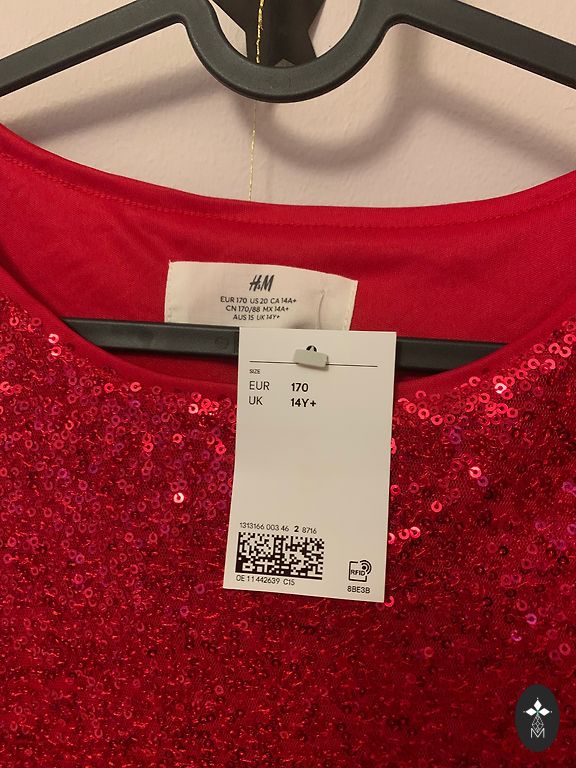 H&M
EUR 170 US 20 CA 14A+
CN 170/88 MX 14A+
AUS 15 UK 14Y+
SIZE
EUR 170
UK 14Y+
1313166 003 46 2 8716
OE 11 442639 C15
RFID
8BE3B
M